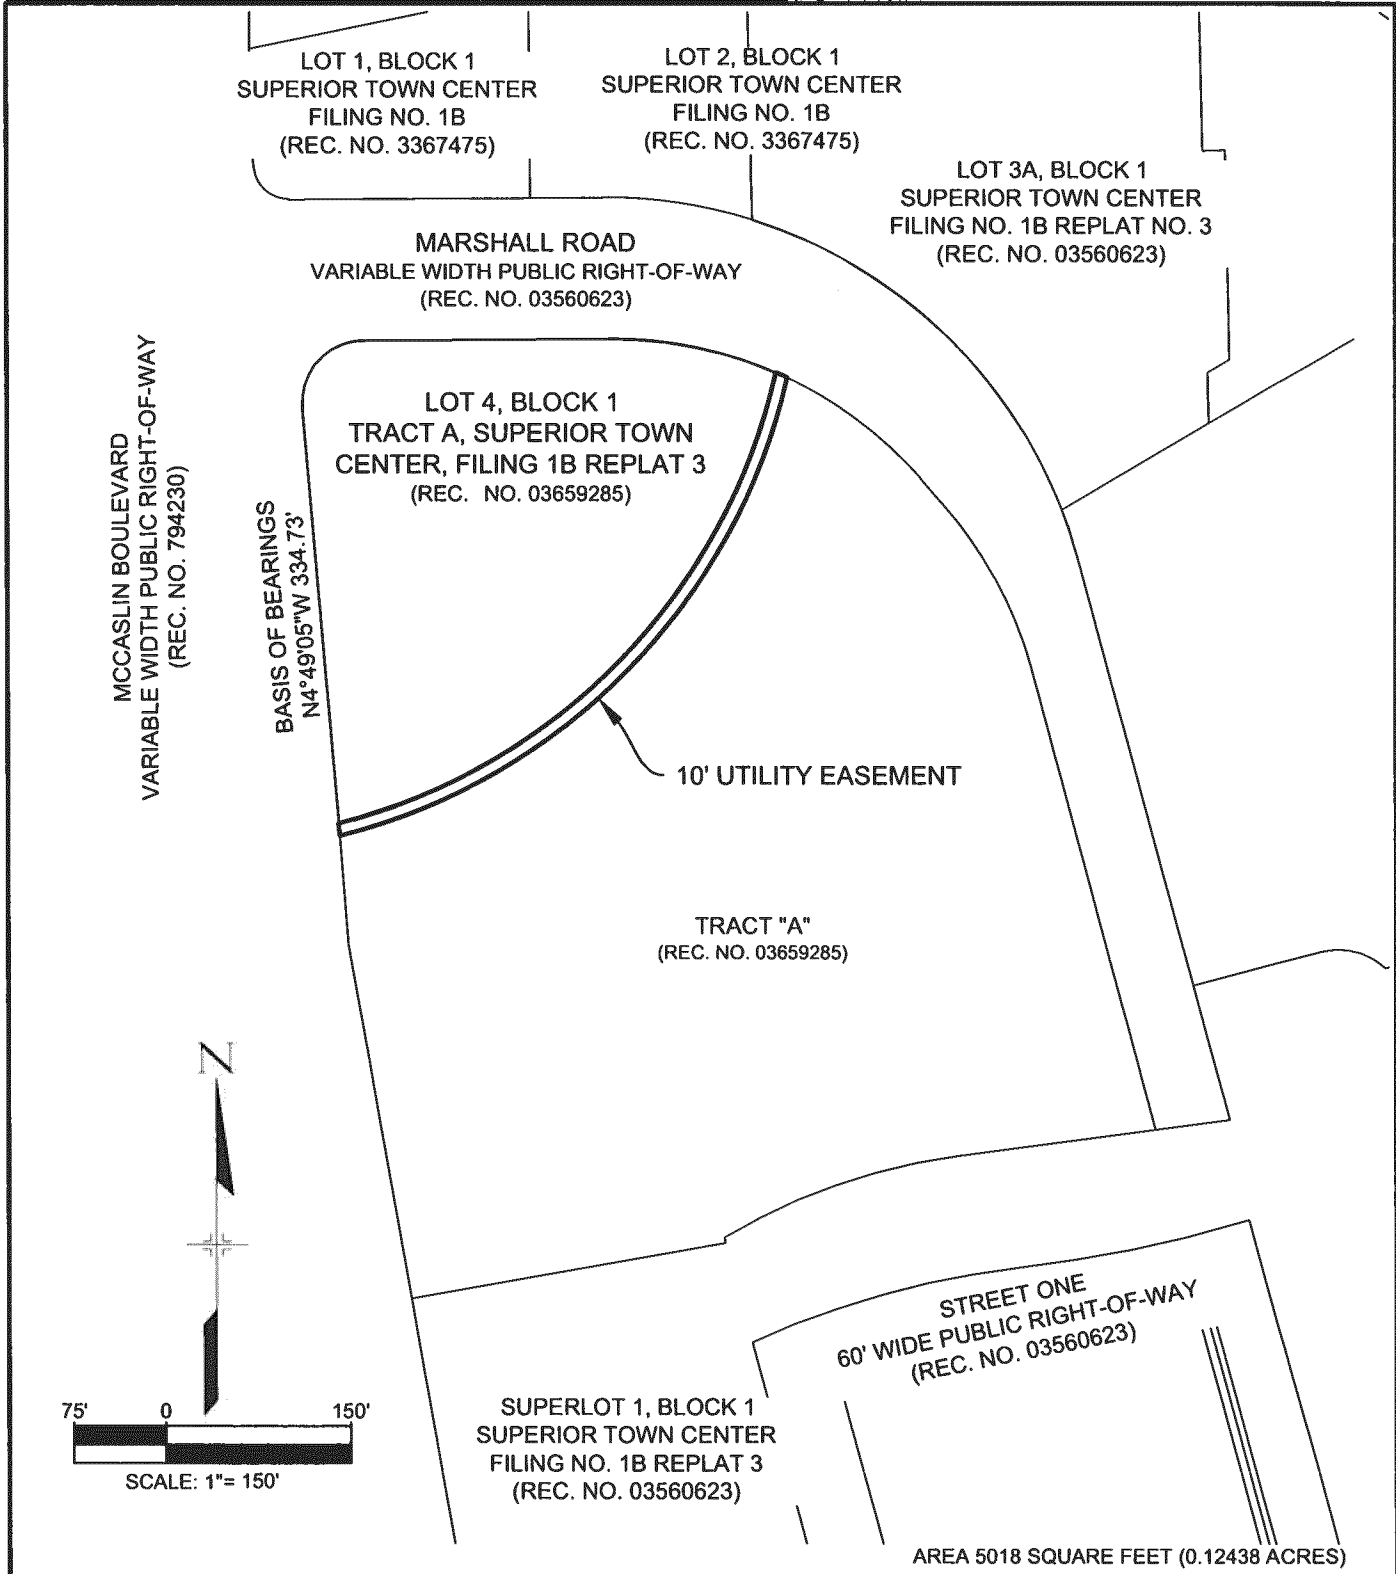 LOT 1, BLOCK 1
SUPERIOR TOWN CENTER
FILING NO. 1B
(REC. NO. 3367475)
LOT 2, BLOCK 1
SUPERIOR TOWN CENTER
FILING NO. 1B
(REC. NO. 3367475)
LOT 3A, BLOCK 1
SUPERIOR TOWN CENTER
FILING NO. 1B REPLAT NO. 3
(REC. NO. 03560623)
MARSHALL ROAD
VARIABLE WIDTH PUBLIC RIGHT-OF-WAY
(REC. NO. 03560623)
MCCASLIN BOULEVARD
VARIABLE WIDTH PUBLIC RIGHT-OF-WAY
(REC. NO. 794230)
LOT 4, BLOCK 1
TRACT A, SUPERIOR TOWN
CENTER, FILING 1B REPLAT 3
(REC. NO. 03659285)
BASIS OF BEARINGS
N4°49'05"W 334.73'
10' UTILITY EASEMENT
TRACT "A"
(REC. NO. 03659285)
N
STREET ONE
60' WIDE PUBLIC RIGHT-OF-WAY
(REC. NO. 03560623)
75' 0 150'
SCALE: 1"= 150'
SUPERLOT 1, BLOCK 1
SUPERIOR TOWN CENTER
FILING NO. 1B REPLAT 3
(REC. NO. 03560623)
AREA 5018 SQUARE FEET (0.12438 ACRES)